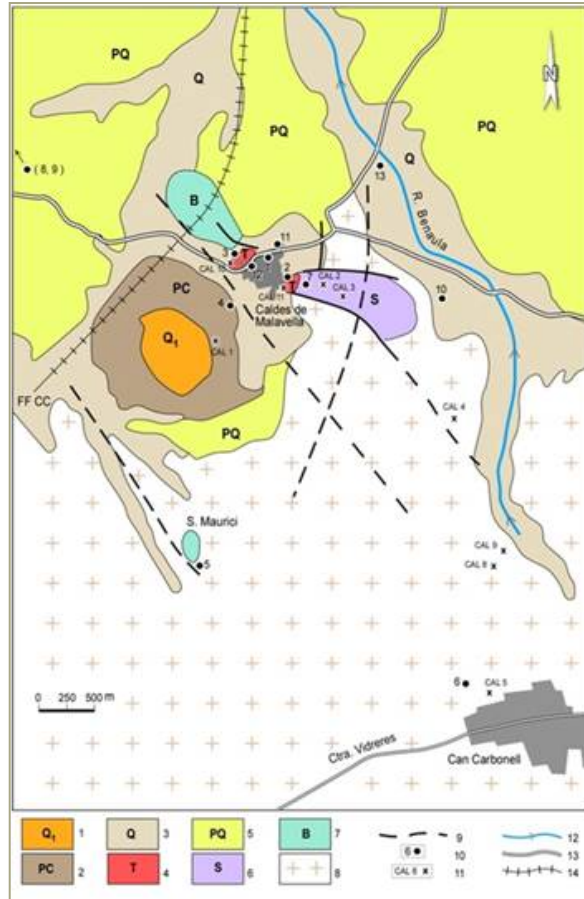 PQ
Q
PQ
PQ
N
( 8, 9 )
Q
13
B
R. Benaula
11
3
T
CAL 10
12
2
7
CAL 2
10
PC
CAL 11
T
CAL 3
S
4
Caldes de
Malavella
Q1
CAL 1
FF CC
PQ
CAL 4
S. Maurici
5
CAL 9
CAL 8
0 250 500 m
6
CAL 5
Can Carbonell
Ctra. Vidreres
Q1 1 Q 3 PQ 5 B 7 9 12
6 10 13
PC 2 T 4 S 6 8 CAL 6 11 14